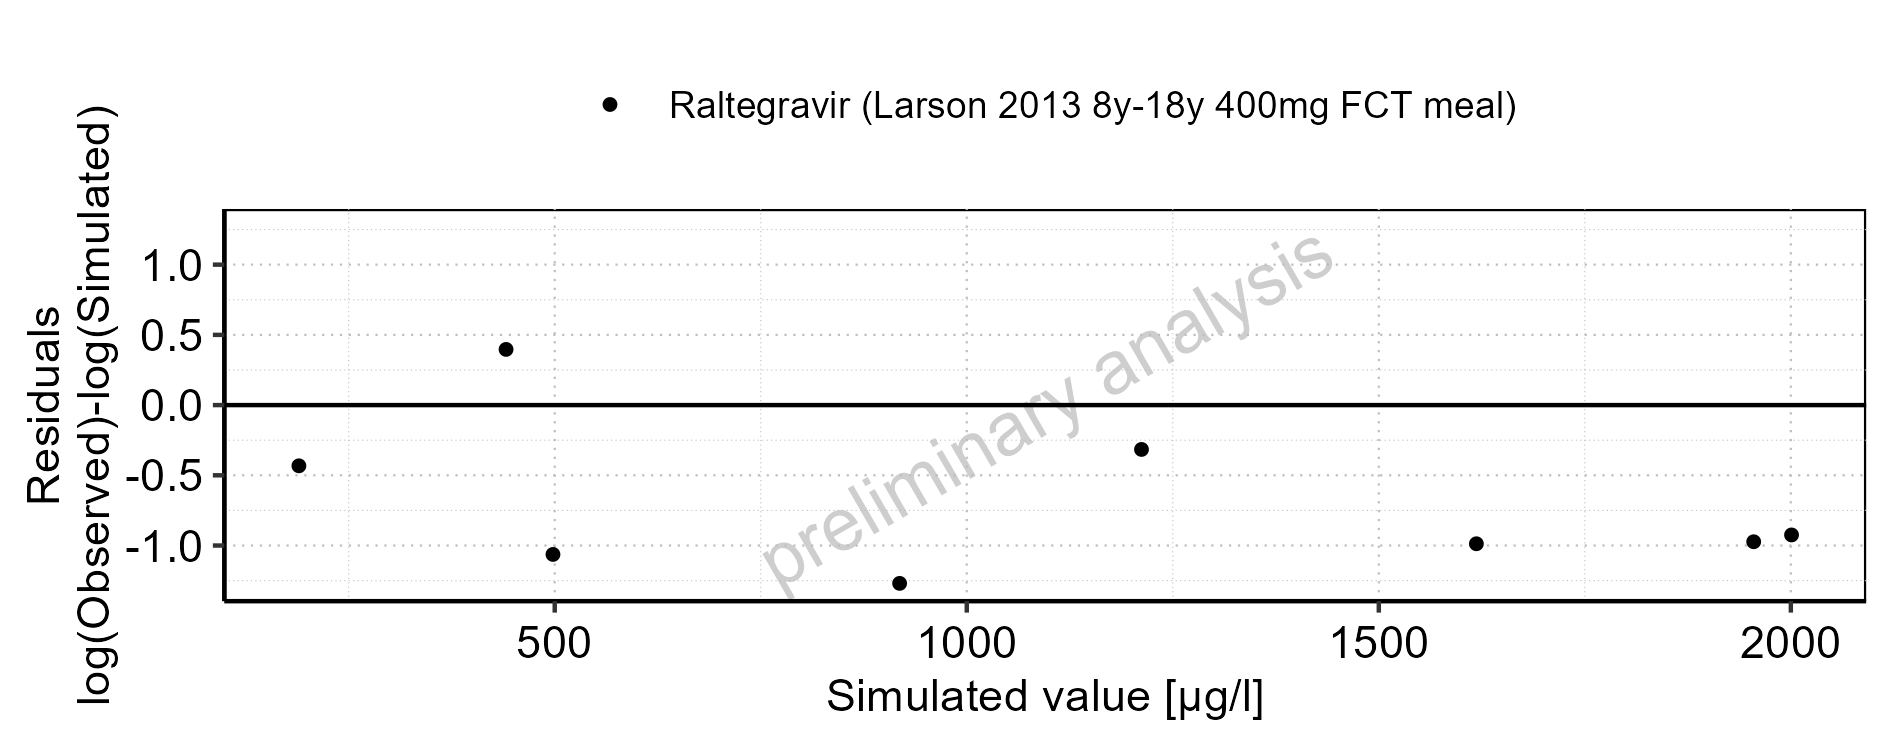 Raltegravir (Larson 2013 8y-18y 400mg FCT meal)
Residuals
log(Observed)-log(Simulated)
1.0
0.5
0.0
-0.5
-1.0
preliminary analysis
500 1000 1500 2000
Simulated value [µg/l]